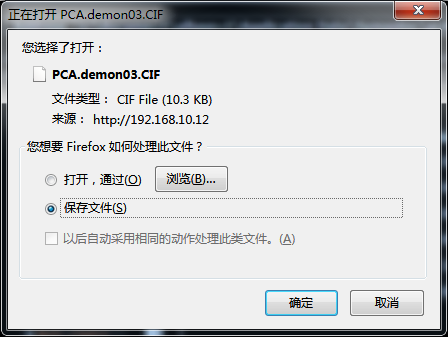 正在打开 PCA.demon03.CIF
您选择了打开：
PCA.demon03.CIF
文件类型： CIF File (10.3 KB)
来源： http://192.168.10.12
您想要 Firefox 如何处理此文件？
打开，通过(O) 浏览(B)...
保存文件(S)
以后自动采用相同的动作处理此类文件。(A)
确定 取消